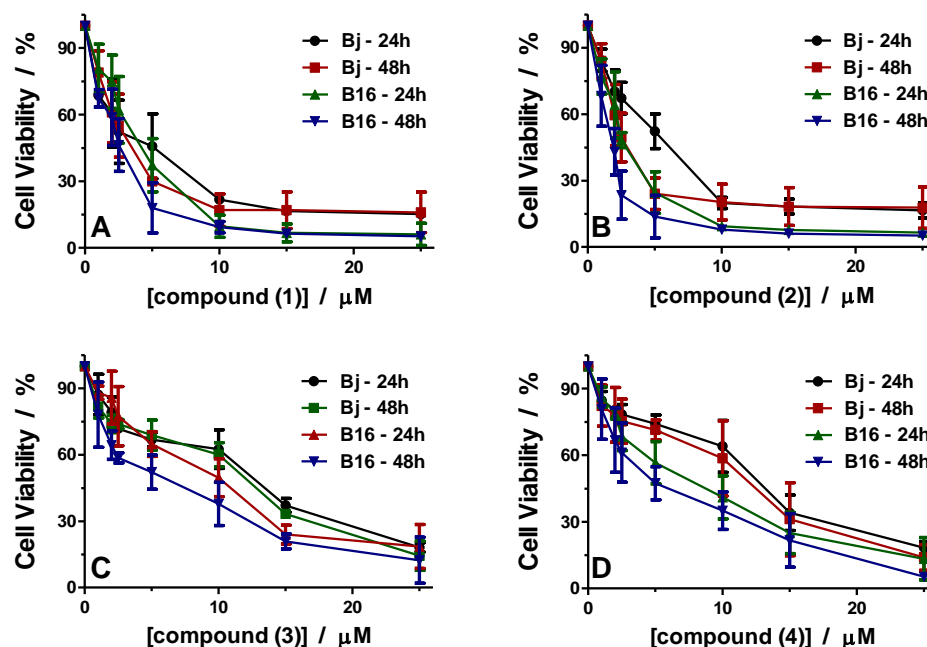 Cell Viability / %
90
60
30
0
Bj - 24h
Bj - 48h
B16 - 24h
B16 - 48h
A
0 10 20
[compound (1)] / μM
Cell Viability / %
90
60
30
0
Bj - 24h
Bj - 48h
B16 - 24h
B16 - 48h
B
0 10 20
[compound (2)] / μM
Cell Viability / %
90
60
30
0
Bj - 24h
Bj - 48h
B16 - 24h
B16 - 48h
C
0 10 20
[compound (3)] / μM
Cell Viability / %
90
60
30
0
Bj - 24h
Bj - 48h
B16 - 24h
B16 - 48h
D
0 10 20
[compound (4)] / μM